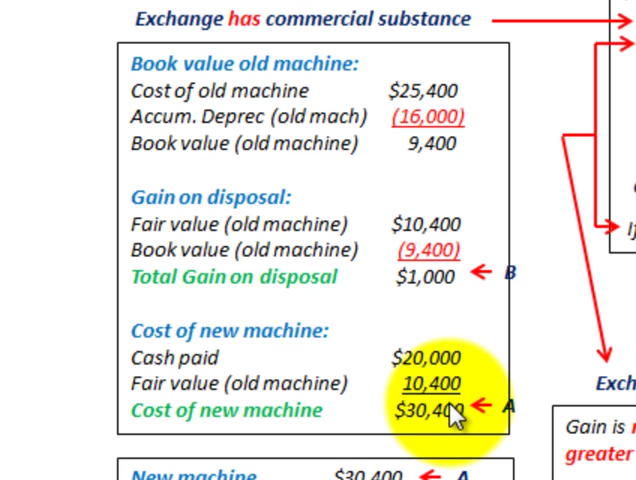 Exchange has commercial substance
Book value old machine:
Cost of old machine $25,400
Accum. Deprec (old mach) (16,000)
Book value (old machine) 9,400
Gain on disposal:
Fair value (old machine) $10,400
Book value (old machine) (9,400)
Total Gain on disposal $1,000 B
Cost of new machine:
Cash paid $20,000
Fair value (old machine) 10,400
Cost of new machine $30,400 A
New machine $30,400 A
Gain is
greater